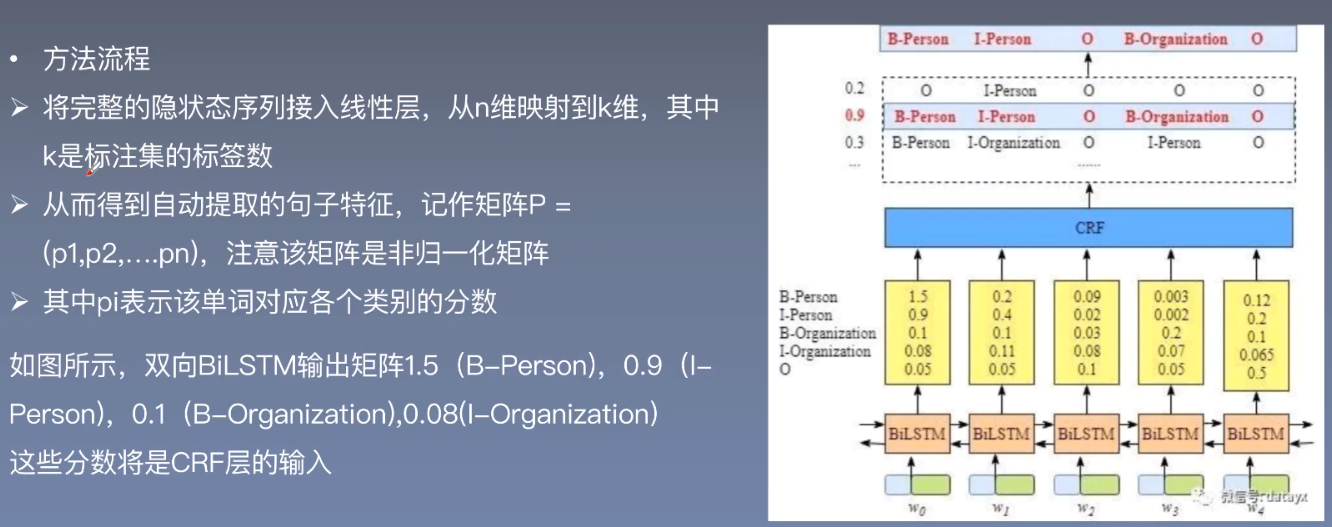 • 方法流程
➢ 将完整的隐状态序列接入线性层，从n维映射到k维，其中
k是标注集的标签数
➢ 从而得到自动提取的句子特征，记作矩阵P =
(p1,p2,….pn)，注意该矩阵是非归一化矩阵
➢ 其中pi表示该单词对应各个类别的分数
如图所示，双向BiLSTM输出矩阵1.5（B-Person），0.9（I-
Person)，0.1（B-Organization),0.08(I-Organization）
这些分数将是CRF层的输入
B-Person I-Person O B-Organization O
0.2 O I-Person O O O
0.9 B-Person I-Person O B-Organization O
0.3 B-Person I-Organization O I-Person O
... ......
CRF
B-Person 1.5 0.2 0.09 0.003 0.12
I-Person 0.9 0.4 0.02 0.002 0.2
B-Organization 0.1 0.1 0.03 0.2 0.1
I-Organization 0.08 0.11 0.08 0.07 0.065
O 0.05 0.05 0.1 0.05 0.5
BiLSTM BiLSTM BiLSTM BiLSTM BiLSTM
w0 w1 w2 w3 w4
微信号: datayx